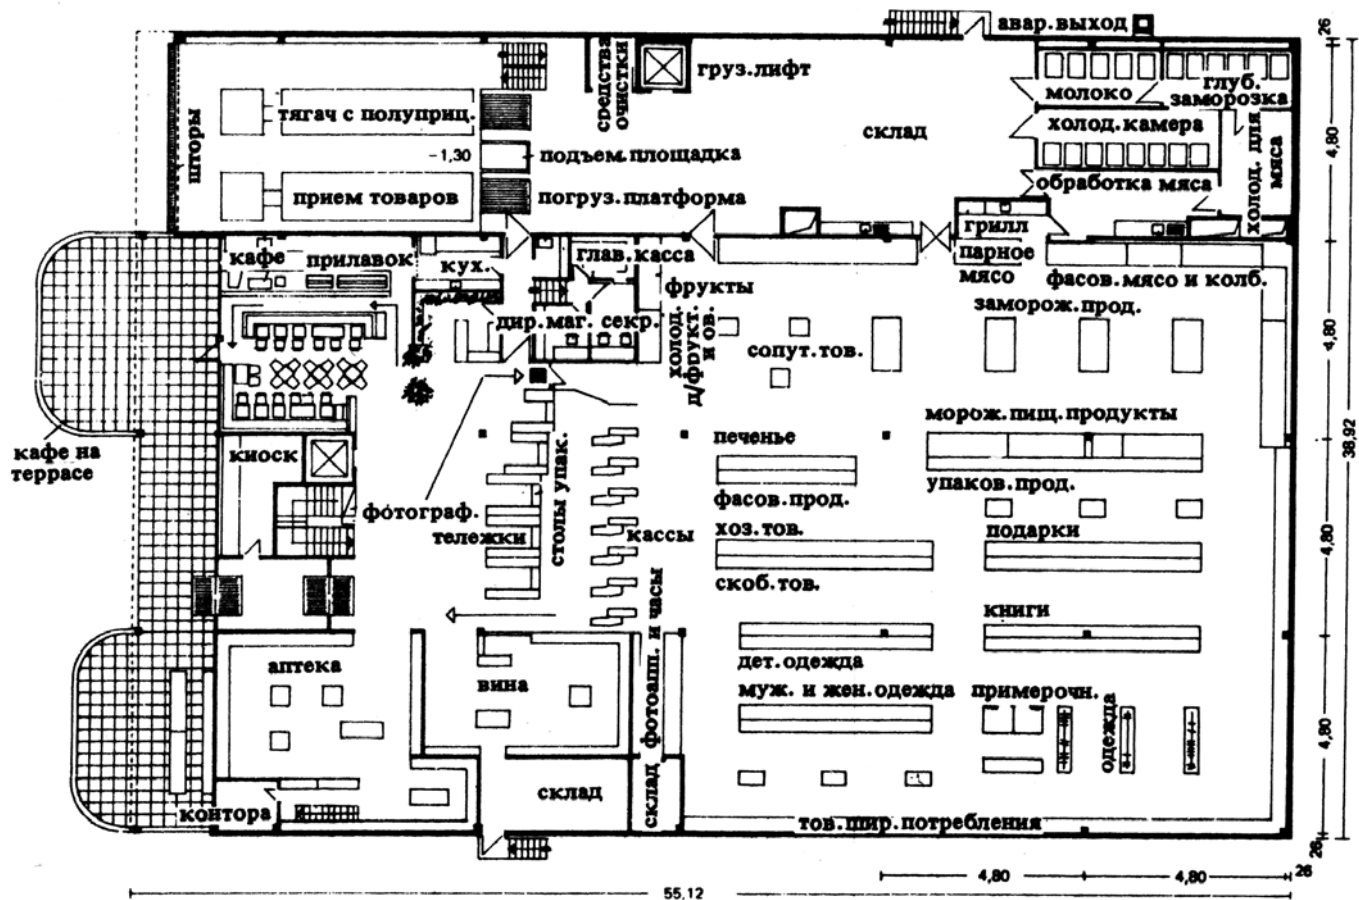 авар.выход
26
средства
очистки
груз.лифт
молоко
глуб.
заморозка
шторы
тягач с полуприц.
склад
холод.камера
4,80
-1,30
подъем.площадка
холод. для
мяса
прием товаров
погруз.платформа
обработка мяса
грилл
кафе
прилавок
кух.
глав.касса
парное
мясо
фасов.мясо и колб.
фрукты
заморож.прод.
дир.маг. секр.
холод.
д/фрукт.
и ов.
сопут.тов.
4,80
морож.пищ.продукты
38,92
кафе на
террасе
киоск
столы упак.
печенье
фасов.прод.
упаков.прод.
фотограф.
тележки
кассы
хоз.тов.
подарки
4,80
скоб.тов.
фотоапп. и часы
книги
аптека
вина
дет.одежда
муж. и жен.одежда
примерочн.
одежда
4,80
контора
склад
склад
тов.шир.потребления
26
4,80
4,80
26
55,12